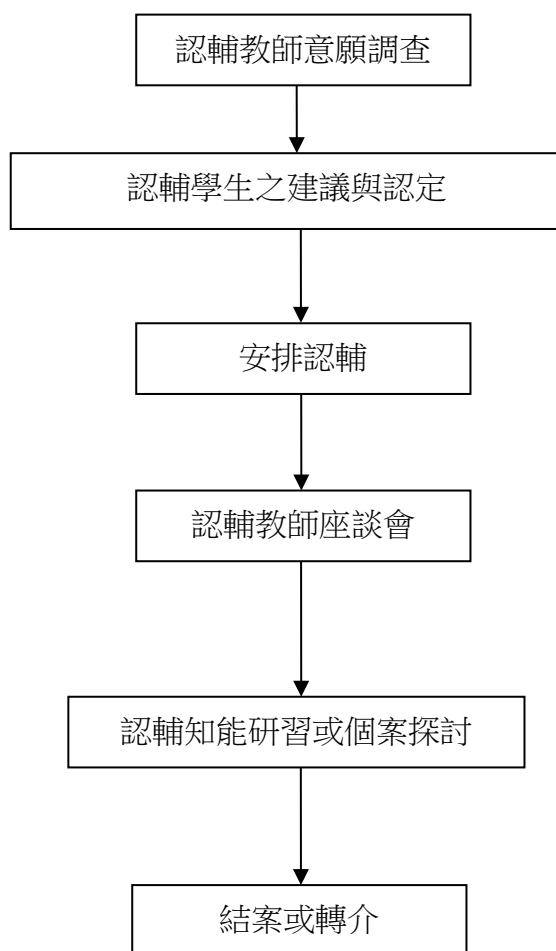 認輔教師意願調查
認輔學生之建議與認定
安排認輔
認輔教師座談會
認輔知能研習或個案探討
結案或轉介